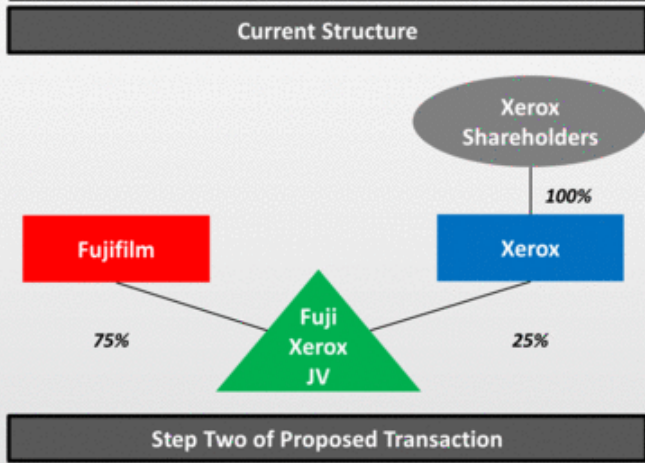 Current Structure
Xerox
Shareholders
100%
Fujifilm
Xerox
Fuji
Xerox
JV
75%
25%
Step Two of Proposed Transaction